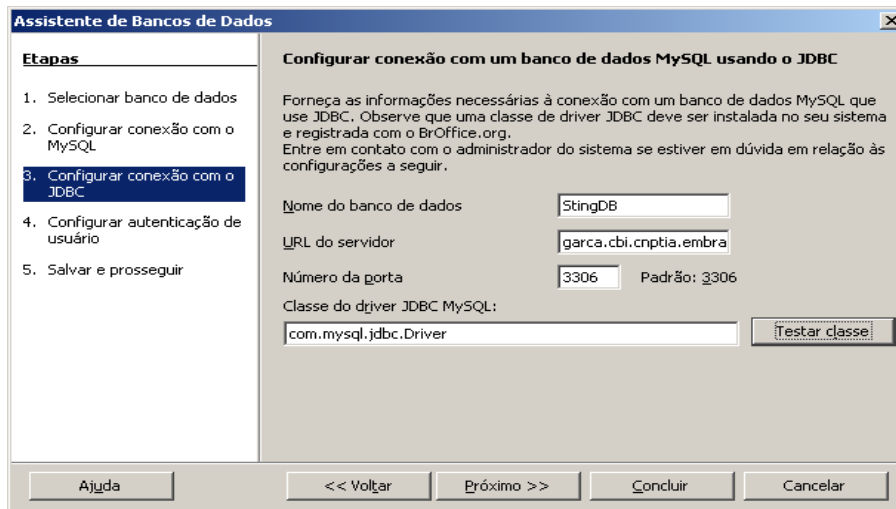 Assistente de Bancos de Dados
Etapas
1. Selecionar banco de dados
2. Configurar conexão com o
MySQL
3. Configurar conexão com o
JDBC
4. Configurar autenticação de
usuário
5. Salvar e prosseguir
Configurar conexão com um banco de dados MySQL usando o JDBC
Forneça as informações necessárias à conexão com um banco de dados MySQL que
use JDBC. Observe que uma classe de driver JDBC deve ser instalada no seu sistema
e registrada com o BrOffice.org.
Entre em contato com o administrador do sistema se estiver em dúvida em relação às
configurações a seguir.
Nome do banco de dados StingDB
URL do servidor garca.cbi.cnptia.embra
Número da porta 3306 Padrão: 3306
Classe do driver JDBC MySQL:
com.mysql.jdbc.Driver Testar classe
Ajuda << Voltar Próximo >> Concluir Cancelar